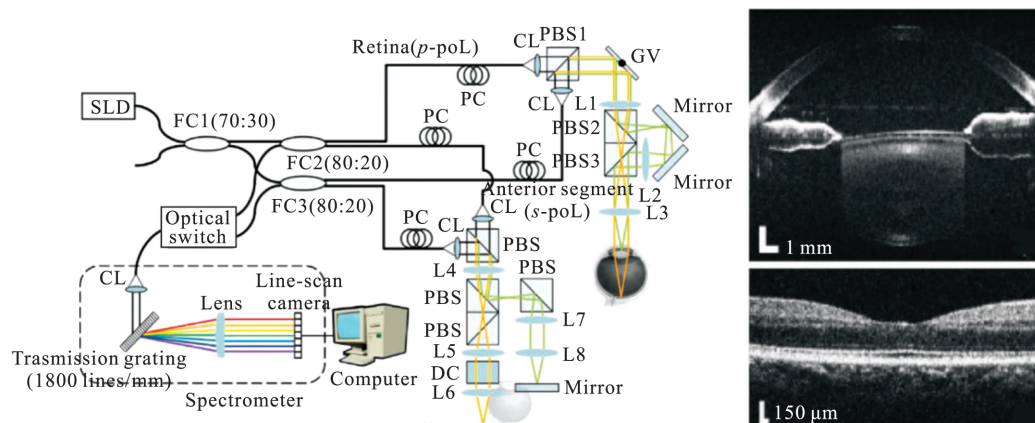 Retina(p-poL)
CL
PBS1
GV
SLD
PC
FC1(70:30)
CL
L1
Mirror
PC
PBS2
FC2(80:20)
PC
PBS3
Mirror
Anterior segment
(s-poL)
L2
L3
FC3(80:20)
CL
Optical
switch
PC
CL
PBS
CL
Line-scan
camera
L4
PBS
Lens
PBS
L7
PBS
L5
L8
Trasmission grating
(1800 lines/mm)
Computer
DC
Mirror
Spectrometer
L6
1 mm
150 μm